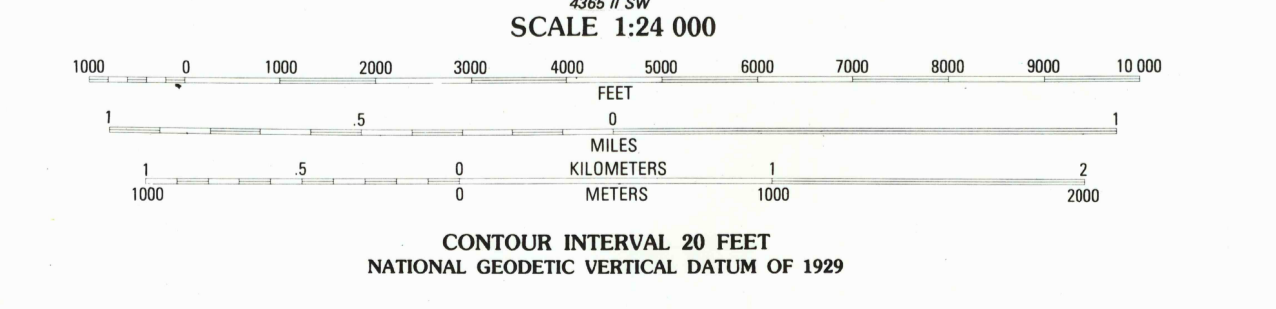 4365 II SW
SCALE 1:24 000
1000 0 1000 2000 3000 4000 5000 6000 7000 8000 9000 10 000
FEET
1 .5 0 1
MILES
1 .5 0 KILOMETERS 1 2
1000 0 METERS 1000 2000
CONTOUR INTERVAL 20 FEET
NATIONAL GEODETIC VERTICAL DATUM OF 1929